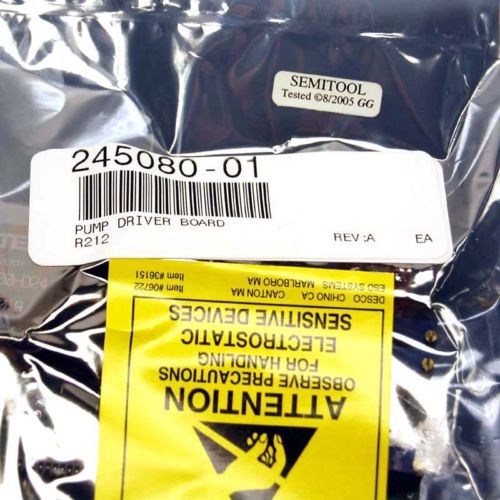 SEMITOOL
Tested ©8/2005 GG
245080-01
PUMP DRIVER BOARD
R212
REV:A EA
ATTENTION
OBSERVE PRECAUTIONS
FOR HANDLING
ELECTROSTATIC
SENSITIVE DEVICES
DESCO CHINO CA CANTON MA
ESD SYSTEMS MARLBORO MA
Item #06722
Item #36151